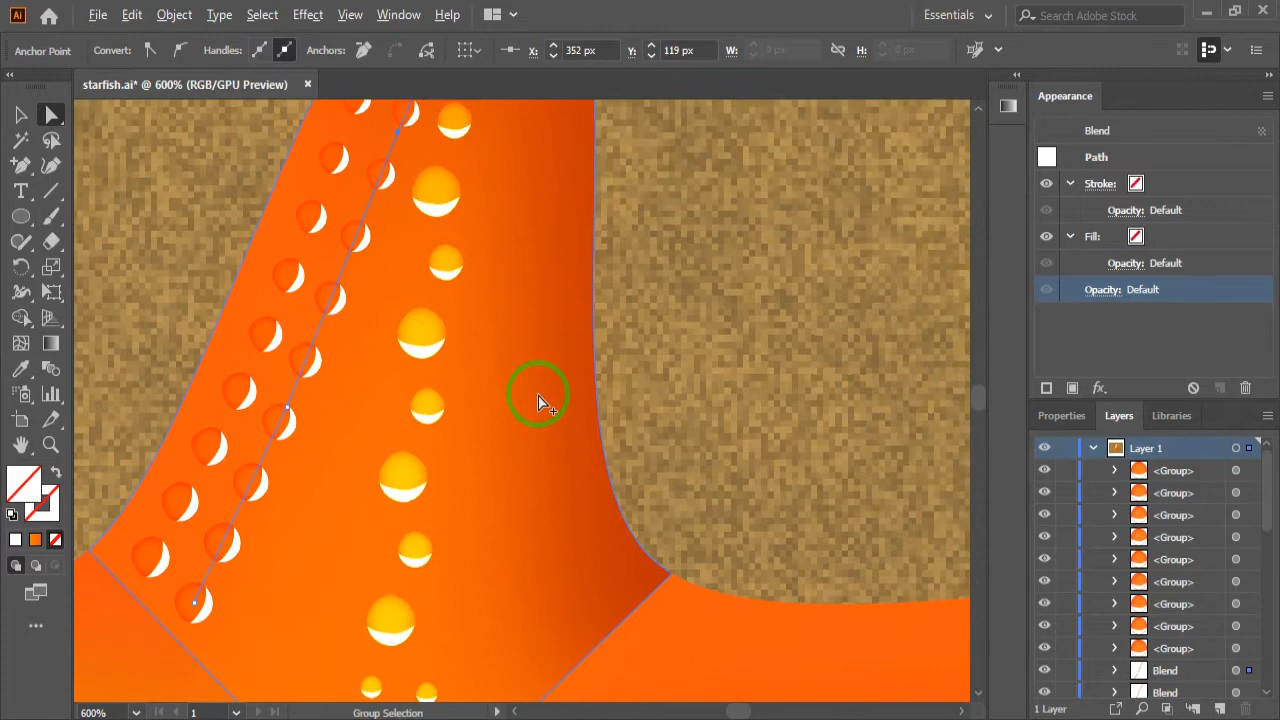 Ai File Edit Object Type Select Effect View Window Help Essentials Search Adobe Stock
Anchor Point Convert: Handles: Anchors: X: 352 px Y: 119 px W: 0 px H: 0 px
starfish.ai* @ 600% (RGB/GPU Preview)
Appearance
Blend
Path
Stroke:
Opacity: Default
Fill:
Opacity: Default
Opacity: Default
fx
Properties Layers Libraries
Layer 1
<Group>
<Group>
<Group>
<Group>
<Group>
<Group>
<Group>
<Group>
<Group>
Blend
Blend
600% 1 Group Selection 1 Layer